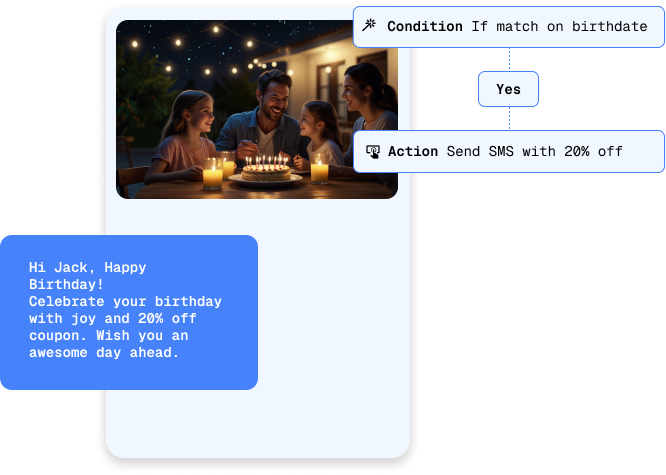 Condition If match on birthdate
Yes
Action Send SMS with 20% off
Hi Jack, Happy
Birthday!
Celebrate your birthday
with joy and 20% off
coupon. Wish you an
awesome day ahead.